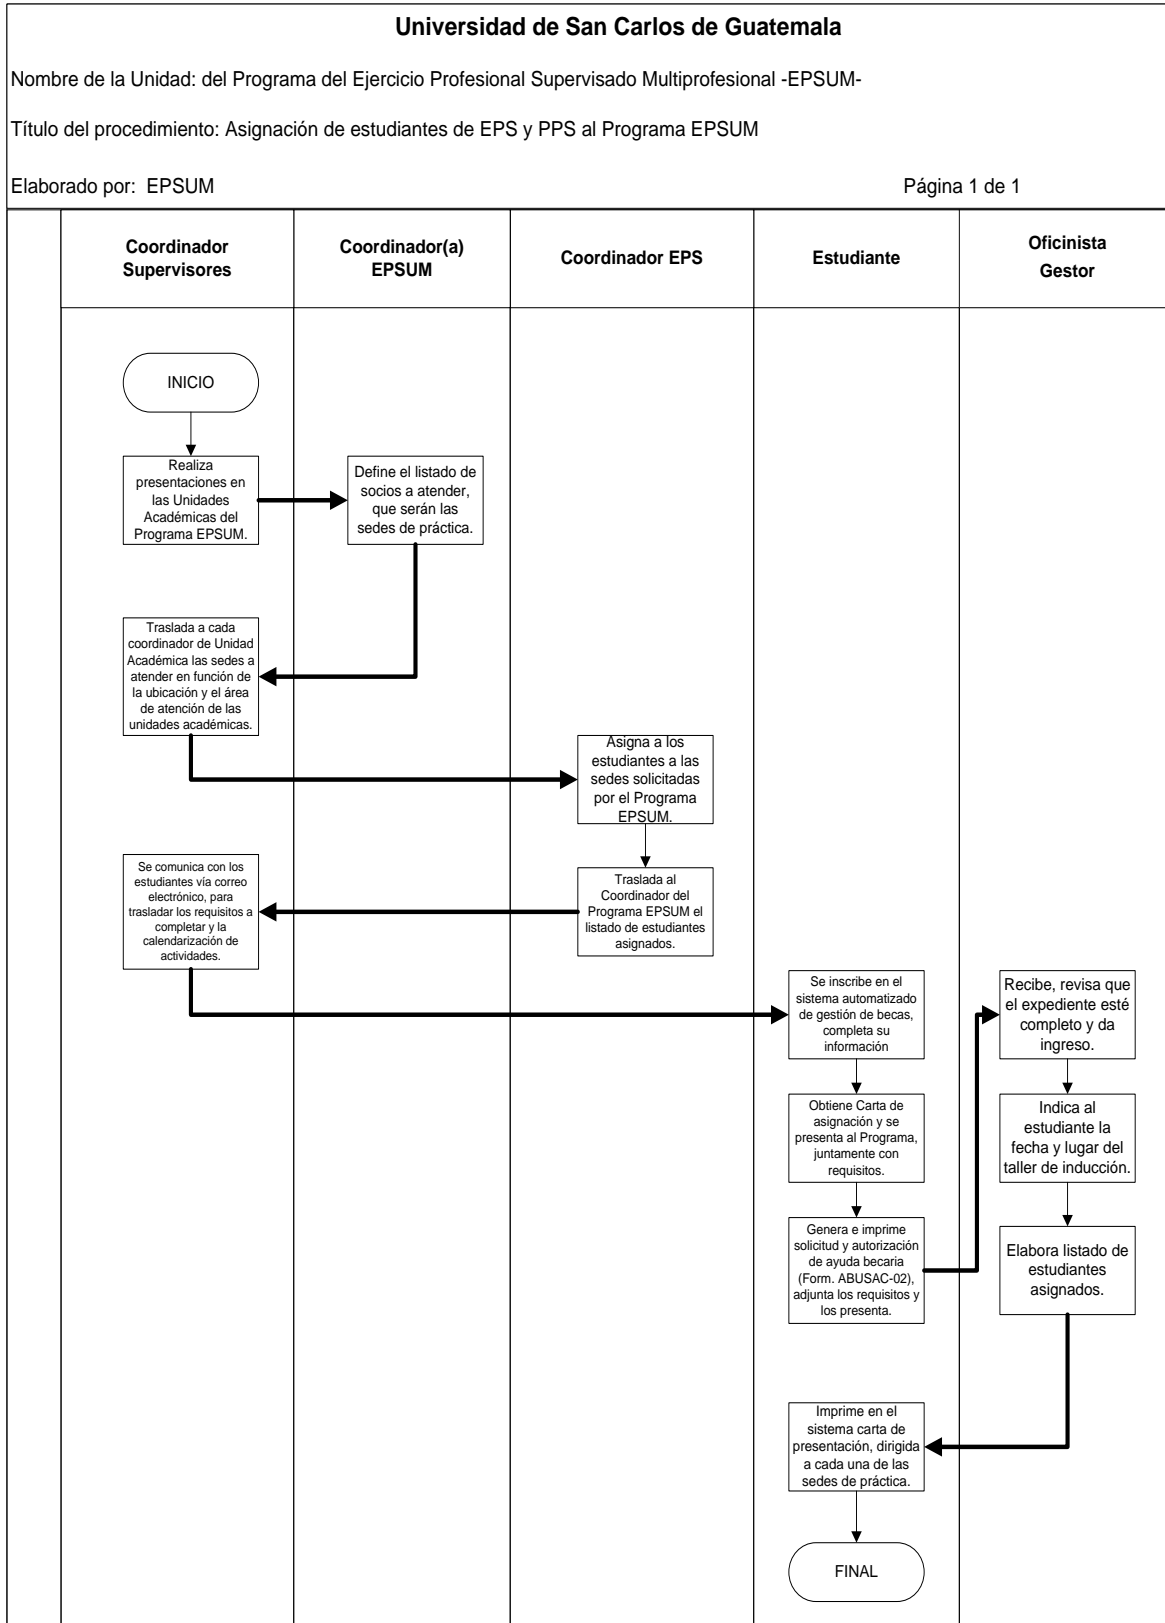 Universidad de San Carlos de Guatemala
Nombre de la Unidad: del Programa del Ejercicio Profesional Supervisado Multiprofesional -EPSUM-
Título del procedimiento: Asignación de estudiantes de EPS y PPS al Programa EPSUM
Elaborado por: EPSUM
Página 1 de 1
Coordinador
Supervisores
Coordinador(a)
EPSUM
Coordinador EPS
Estudiante
Oficinista
Gestor
INICIO
Realiza
presentaciones en
las Unidades
Académicas del
Programa EPSUM.
Define el listado de
socios a atender,
que serán las
sedes de práctica.
Traslada a cada
coordinador de Unidad
Académica las sedes a
atender en función de
la ubicación y el área
de atención de las
unidades académicas.
Asigna a los
estudiantes a las
sedes solicitadas
por el Programa
EPSUM.
Traslada al
Coordinador del
Programa EPSUM el
listado de estudiantes
asignados.
Se comunica con los
estudiantes vía correo
electrónico, para
trasladar los requisitos a
completar y la
calendarización de
actividades.
Se inscribe en el
sistema automatizado
de gestión de becas,
completa su
información
Obtiene Carta de
asignación y se
presenta al Programa,
juntamente con
requisitos.
Genera e imprime
solicitud y autorización
de ayuda becaria
(Form. ABUSAC-02),
adjunta los requisitos y
los presenta.
Recibe, revisa que
el expediente esté
completo y da
ingreso.
Indica al
estudiante la
fecha y lugar del
taller de inducción.
Elabora listado de
estudiantes
asignados.
Imprime en el
sistema carta de
presentación, dirigida
a cada una de las
sedes de práctica.
FINAL